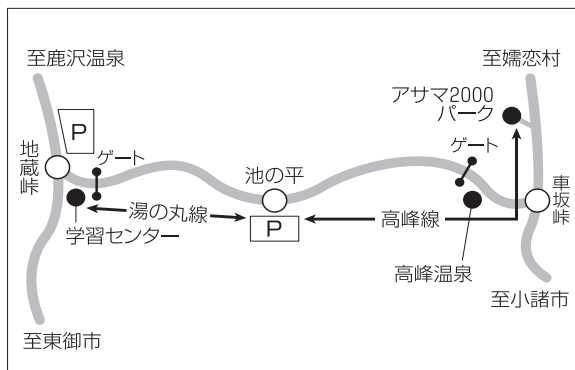 至鹿沢温泉
至嬬恋村
アサマ2000
パーク
P
ゲート
ゲート
地蔵峠
池の平
車坂峠
湯の丸線
高峰線
学習センター
P
高峰温泉
至小諸市
至東御市